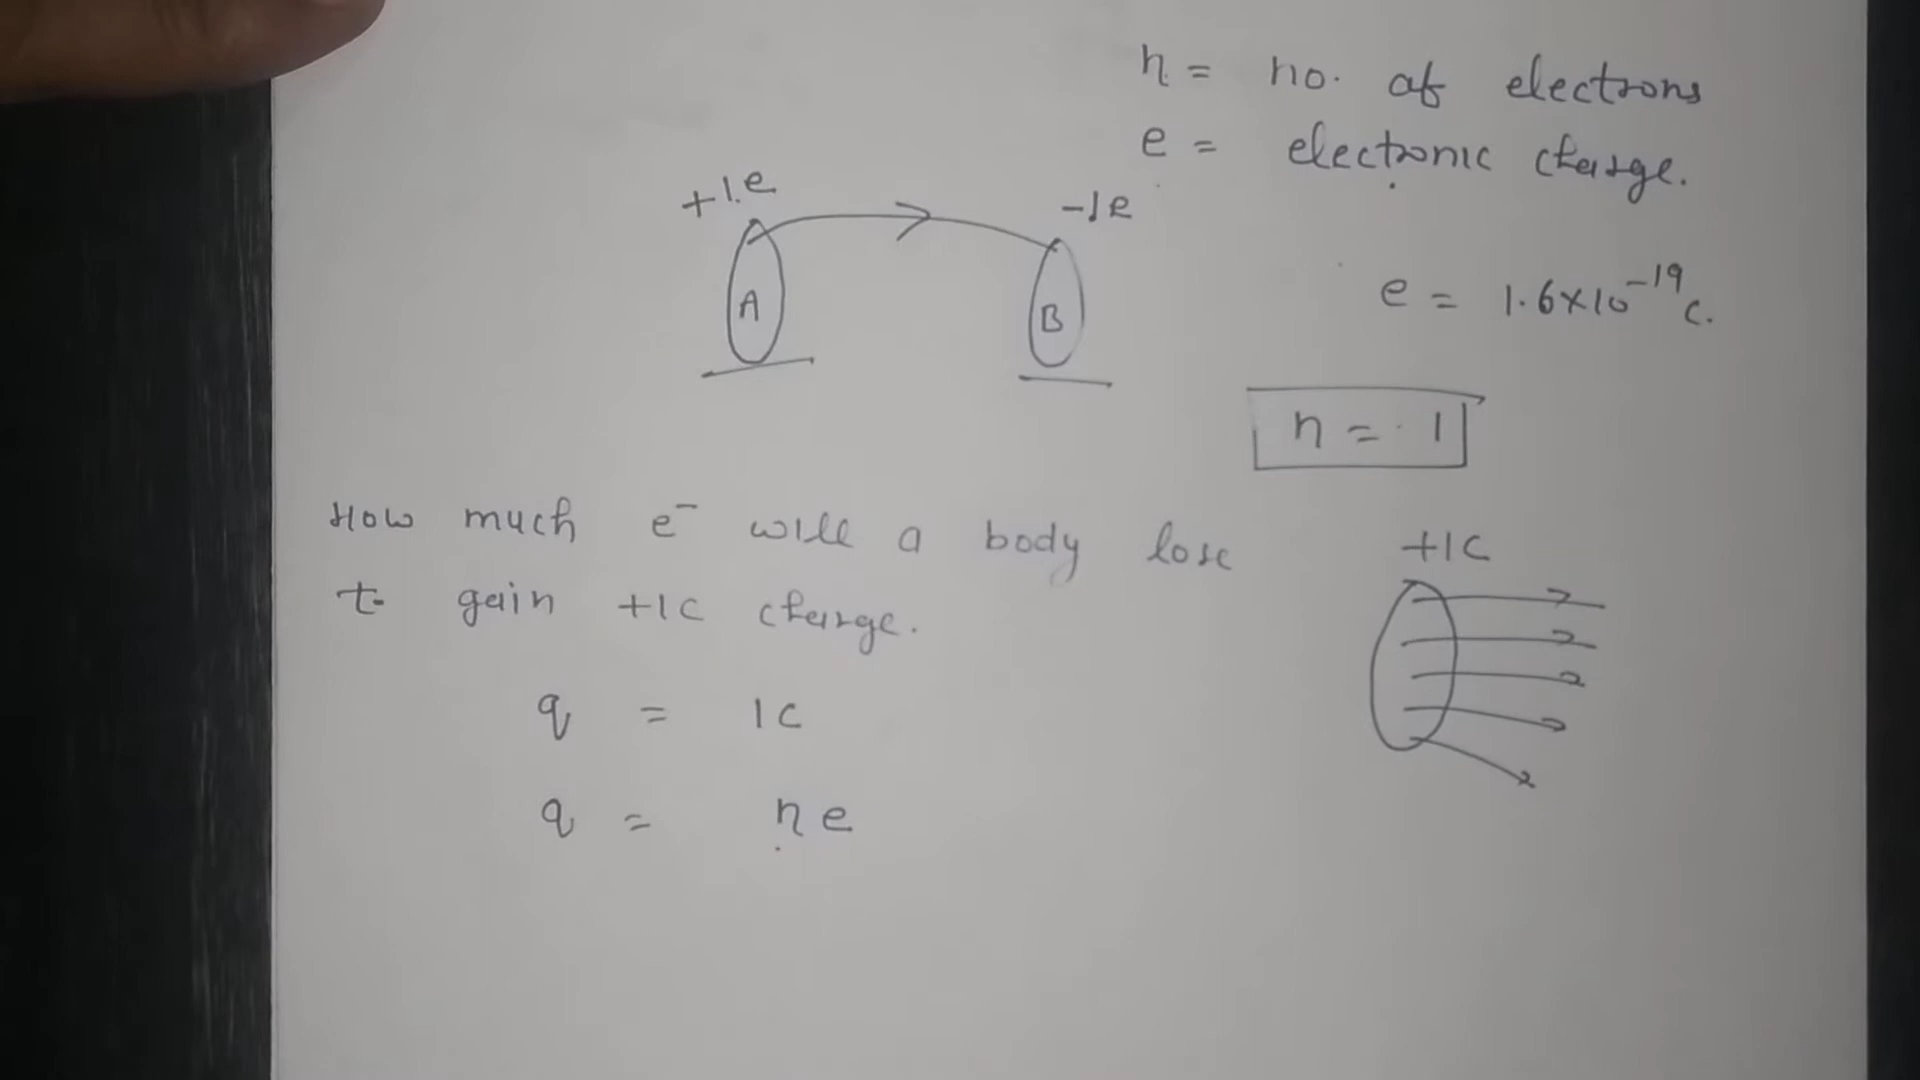 n = no. of electrons
e = electronic charge.
+1e
-1e
A
B
e = 1.6×10⁻¹⁹ C.
n = 1
How much e⁻ will a body lose
to gain +1C charge.
+1C
q = 1C
q = ne